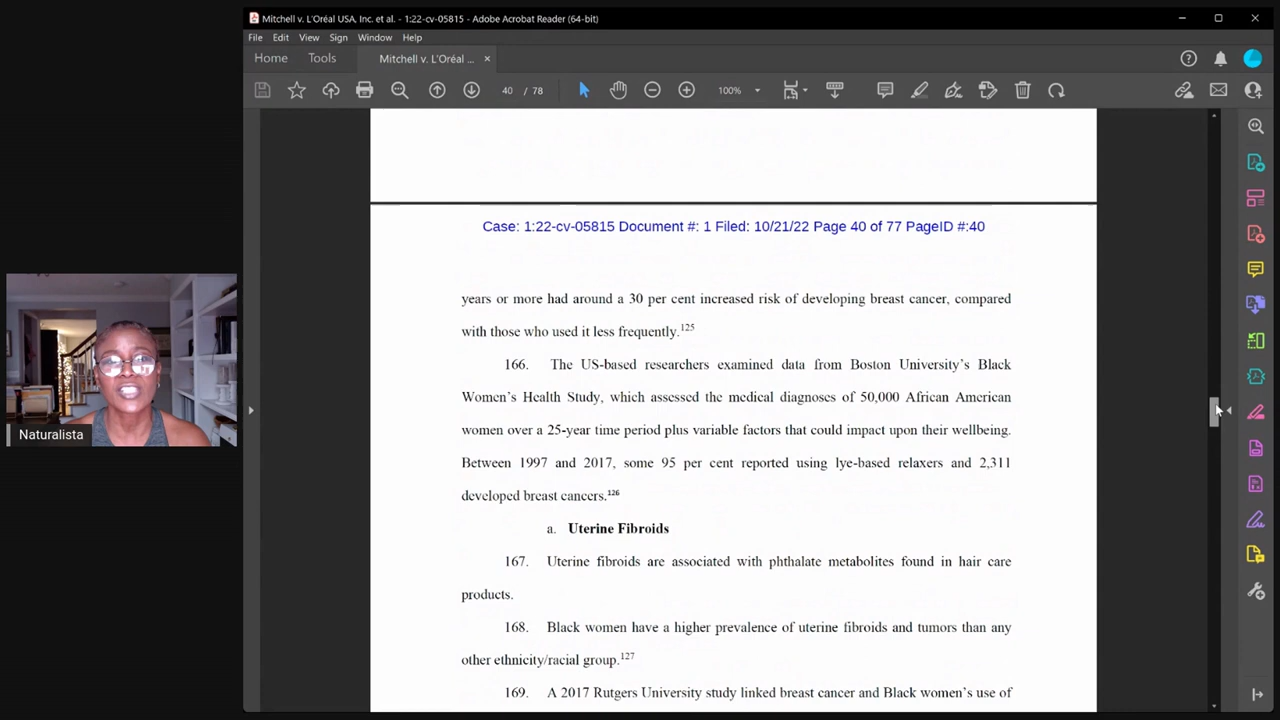 Mitchell v. L'Oréal USA, Inc. et al. - 1:22-cv-05815 - Adobe Acrobat Reader (64-bit)
File Edit View Sign Window Help
Home Tools Mitchell v. L'Oréal ... ×
40 / 78 100%
Case: 1:22-cv-05815 Document #: 1 Filed: 10/21/22 Page 40 of 77 PageID #:40
years or more had around a 30 per cent increased risk of developing breast cancer, compared
with those who used it less frequently.125
166. The US-based researchers examined data from Boston University's Black
Women's Health Study, which assessed the medical diagnoses of 50,000 African American
women over a 25-year time period plus variable factors that could impact upon their wellbeing.
Between 1997 and 2017, some 95 per cent reported using lye-based relaxers and 2,311
developed breast cancers.126
a. Uterine Fibroids
167. Uterine fibroids are associated with phthalate metabolites found in hair care
products.
168. Black women have a higher prevalence of uterine fibroids and tumors than any
other ethnicity/racial group.127
169. A 2017 Rutgers University study linked breast cancer and Black women's use of
Naturalista